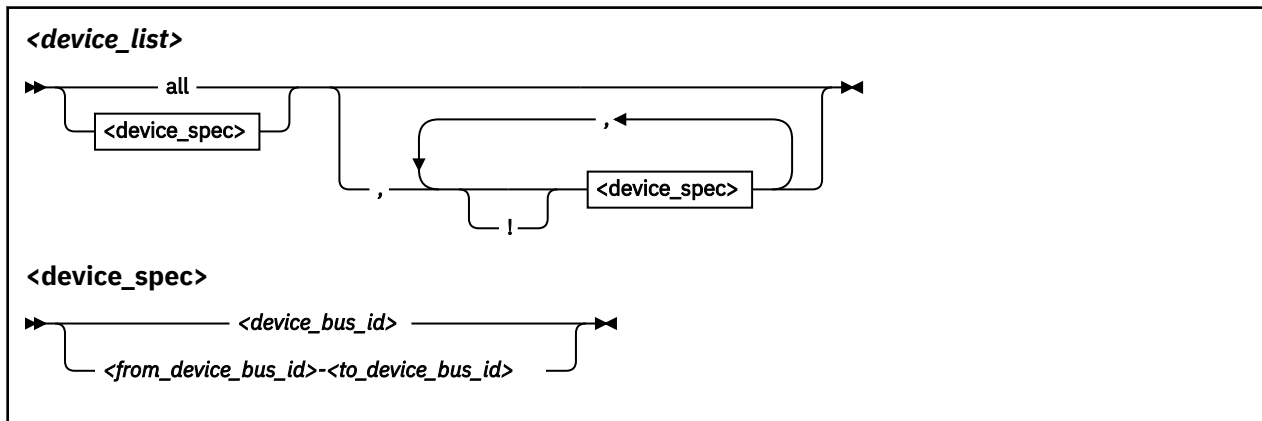 <device_list>
all
<device_spec>
,
, <device_spec>
!
<device_spec>
<device_bus_id>
<from_device_bus_id>-<to_device_bus_id>